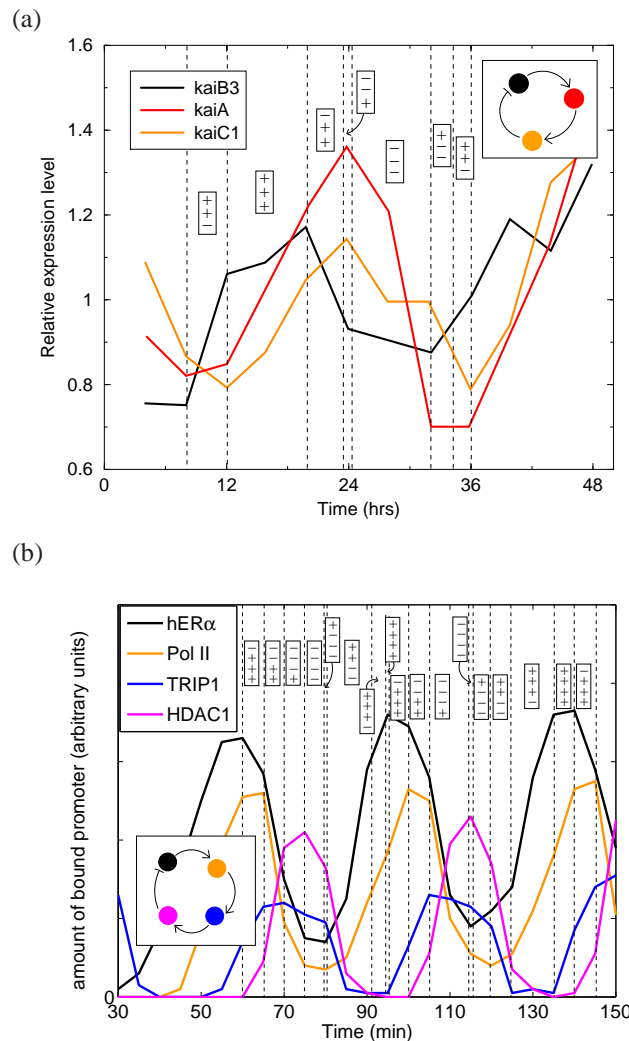 (a)
1.6
1.4
1.2
1
0.8
0.6
Relative expression level
kaiB3
kaiA
kaiC1
+ + −
+ + +
− + +
− − +
− − −
+ − −
+ + −
0
12
24
36
48
Time (hrs)
(b)
amount of bound promoter (arbitrary units)
hERα
Pol II
TRIP1
HDAC1
0
30
50
70
90
110
130
150
Time (min)